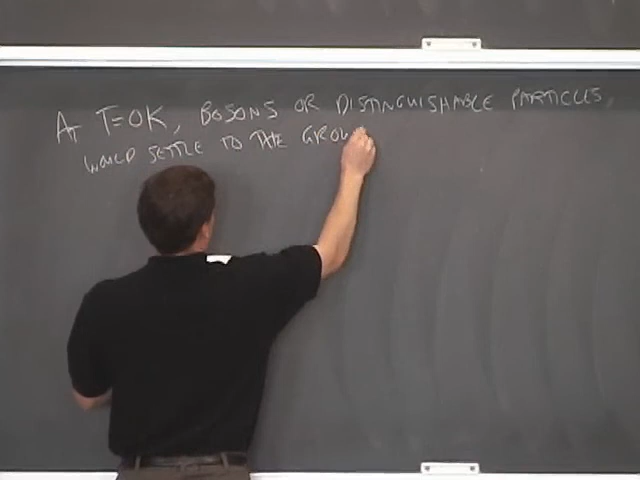 AT T=0K, BOSONS OR DISTINGUISHABLE PARTICLES,
WOULD SETTLE TO THE GROU